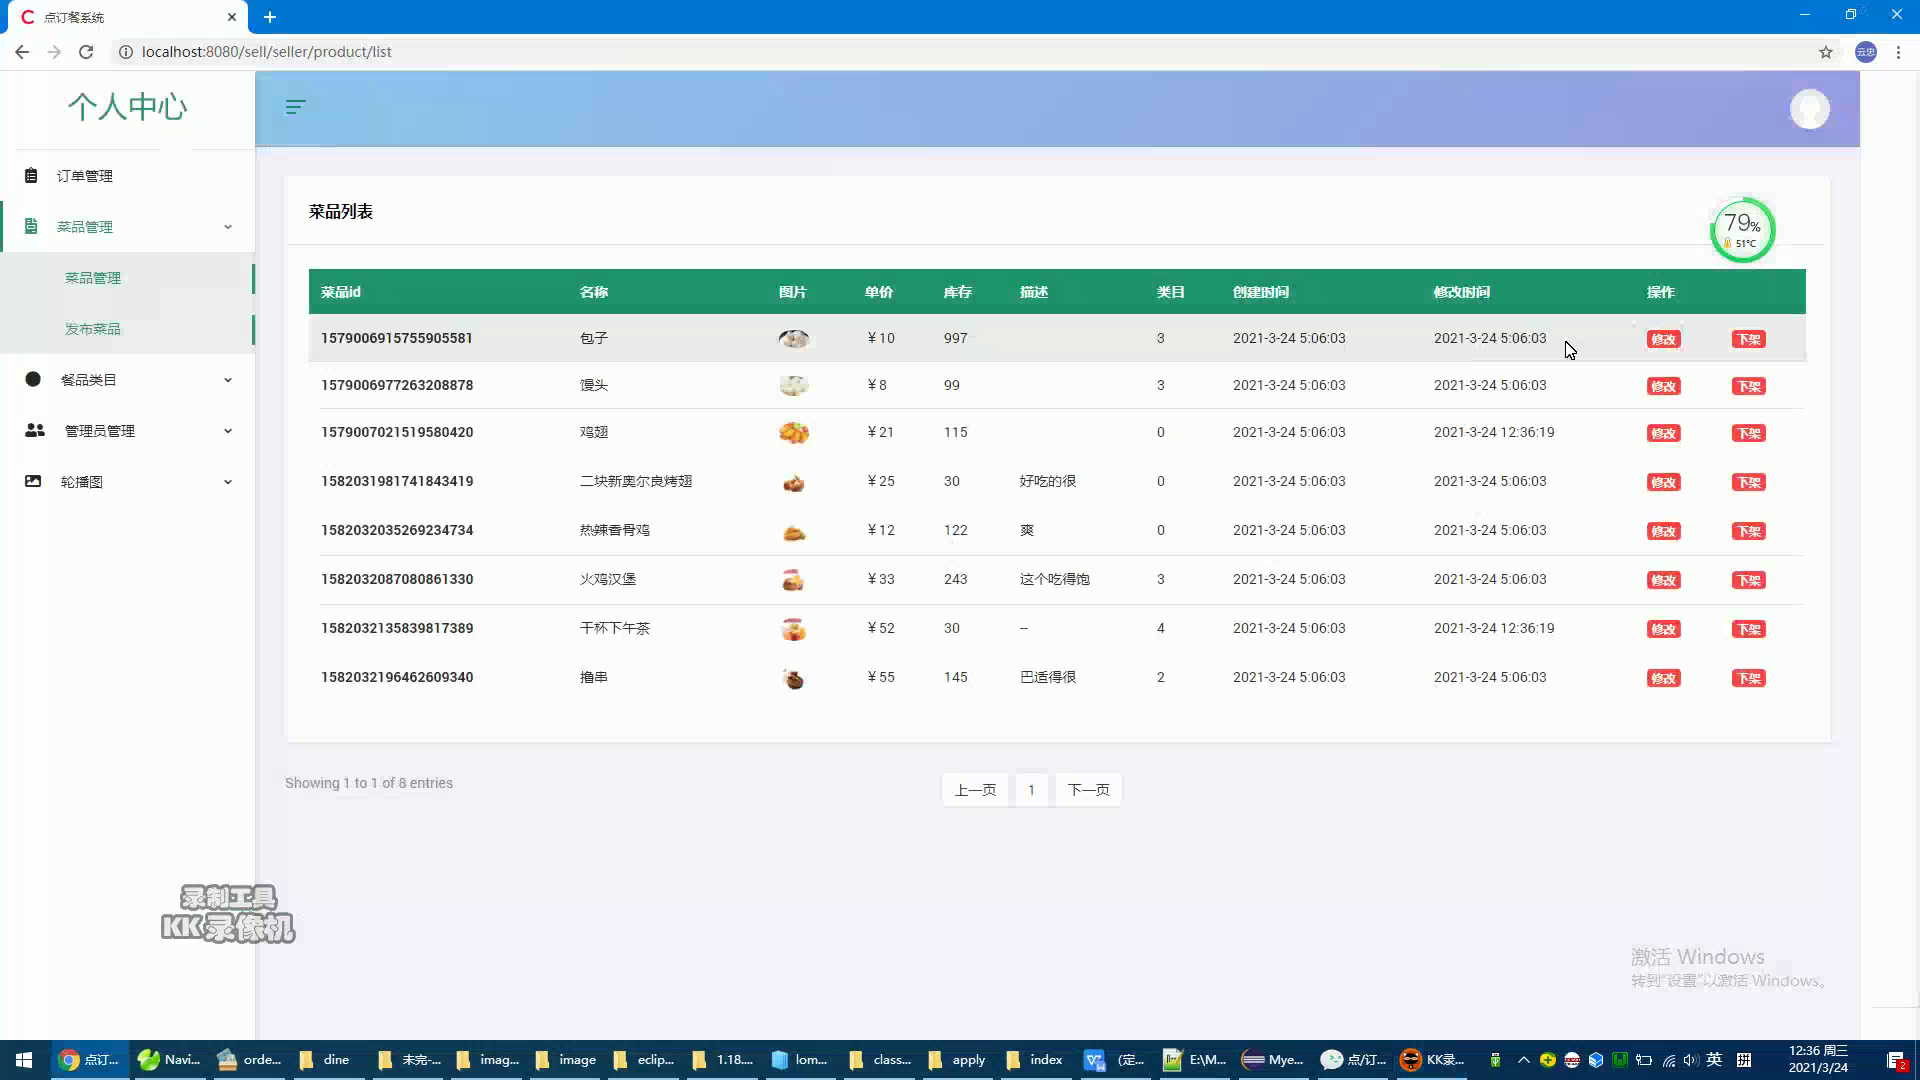 点订餐系统
localhost:8080/sell/seller/product/list
云忠
个人中心
订单管理
菜品管理
菜品管理
发布菜品
餐品类目
管理员管理
轮播图
菜品列表
79%
51°C
菜品id 名称 图片 单价 库存 描述 类目 创建时间 修改时间 操作
1579006915755905581 包子 ¥10 997 3 2021-3-24 5:06:03 2021-3-24 5:06:03 修改 下架
1579006977263208878 馒头 ¥8 99 3 2021-3-24 5:06:03 2021-3-24 5:06:03 修改 下架
1579007021519580420 鸡翅 ¥21 115 0 2021-3-24 5:06:03 2021-3-24 12:36:19 修改 下架
1582031981741843419 二块新奥尔良烤翅 ¥25 30 好吃的很 0 2021-3-24 5:06:03 2021-3-24 5:06:03 修改 下架
1582032035269234734 热辣香骨鸡 ¥12 122 爽 0 2021-3-24 5:06:03 2021-3-24 5:06:03 修改 下架
1582032087080861330 火鸡汉堡 ¥33 243 这个吃得饱 3 2021-3-24 5:06:03 2021-3-24 5:06:03 修改 下架
1582032135839817389 干杯下午茶 ¥52 30 -- 4 2021-3-24 5:06:03 2021-3-24 12:36:19 修改 下架
1582032196462609340 撸串 ¥55 145 巴适得很 2 2021-3-24 5:06:03 2021-3-24 5:06:03 修改 下架
Showing 1 to 1 of 8 entries
上一页 1 下一页
录制工具
KK录像机
激活 Windows
转到"设置"以激活 Windows。
点订... Navi... orde... dine 未完-... imag... image eclip... 1.18.... lom... class... apply index (定... E:\M... Mye... 点/订... KK录... 英 拼 12:36 周三
2021/3/24 2